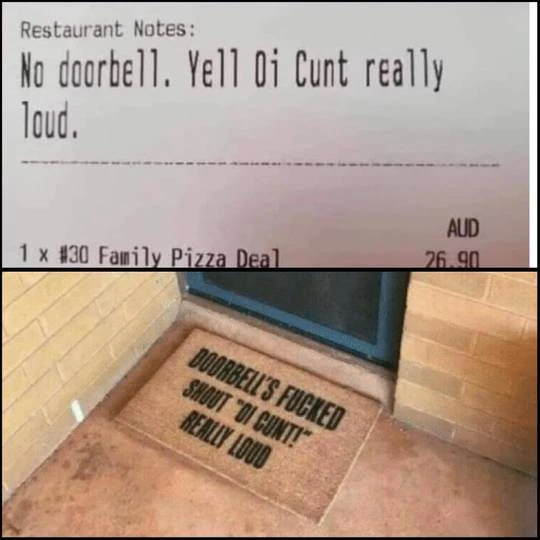 Restaurant Notes:
No doorbell. Yell Oi Cunt really
loud.
AUD
1 x #30 Family Pizza Deal
26.90
DOORBELL'S FUCKED
SHOUT "OI CUNT!"
REALLY LOUD